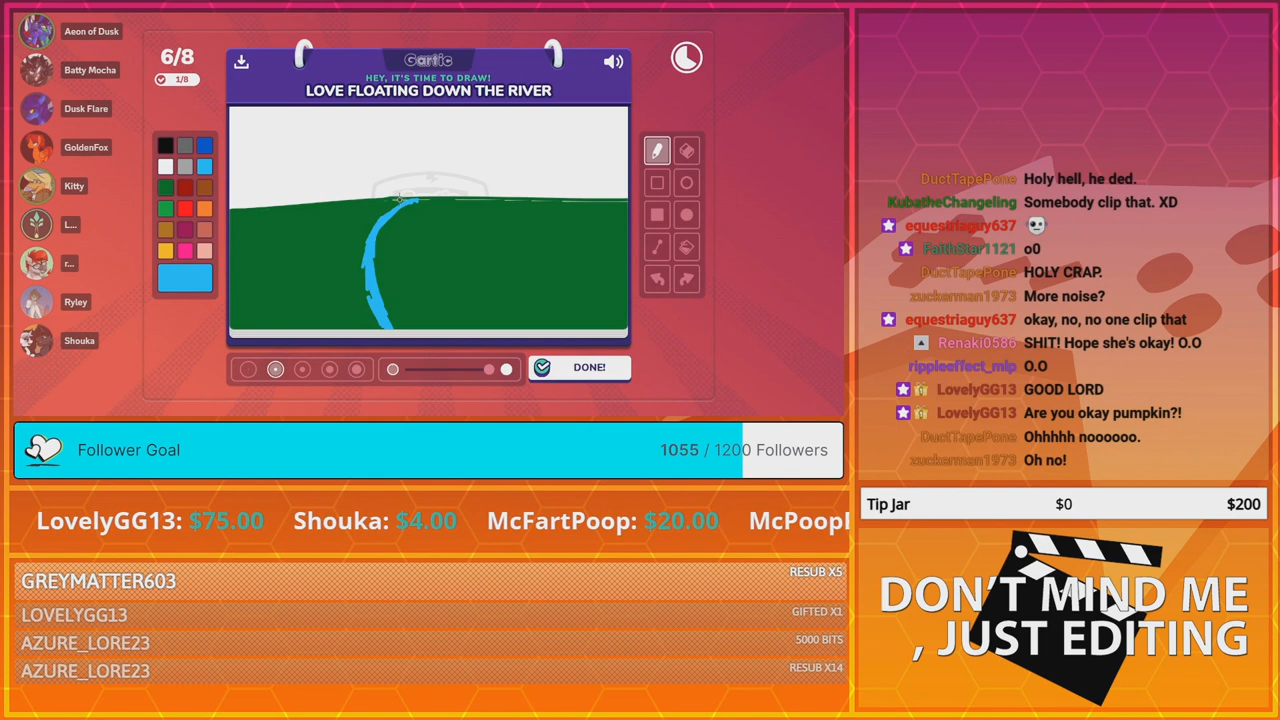 Aeon of Dusk
Batty Mocha
Dusk Flare
GoldenFox
Kitty
L...
r...
Ryley
Shouka
6/8
1/8
Gartic
HEY, IT'S TIME TO DRAW!
LOVE FLOATING DOWN THE RIVER
DONE!
Follower Goal
1055 / 1200 Followers
LovelyGG13: $75.00 Shouka: $4.00 McFartPoop: $20.00 McPoopF
GREYMATTER603 RESUB X5
LOVELYGG13 GIFTED X1
AZURE_LORE23 5000 BITS
AZURE_LORE23 RESUB X14
DuctTapePone Holy hell, he ded.
KubatheChangeling Somebody clip that. XD
equestriaguy637
FaithStar1121 o0
DuctTapePone HOLY CRAP.
zuckerman1973 More noise?
equestriaguy637 okay, no, no one clip that
Renaki0586 SHIT! Hope she's okay! O.O
rippleeffect_mlp O.O
LovelyGG13 GOOD LORD
LovelyGG13 Are you okay pumpkin?!
DuctTapePone Ohhhhh noooooo.
zuckerman1973 Oh no!
Tip Jar $0 $200
DON'T MIND ME
, JUST EDITING